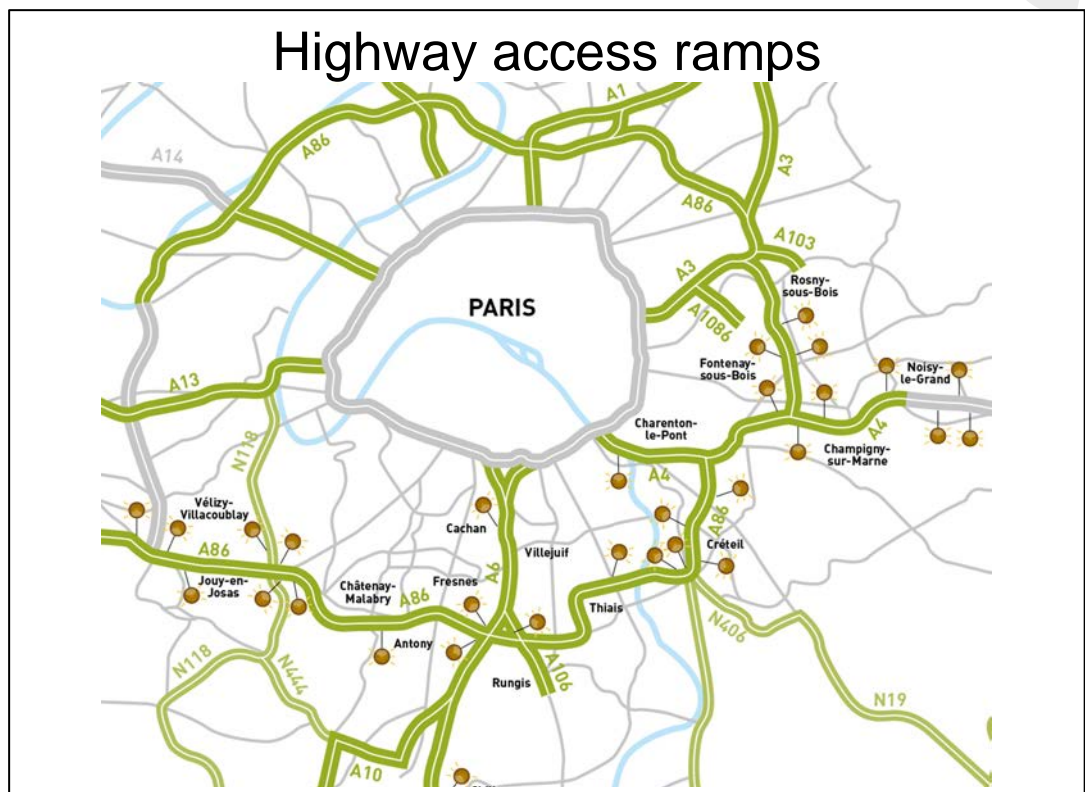 Highway access ramps
A1
A14
A86
A3
A86
A103
A3
Rosny-
sous-Bois
PARIS
A1086
Fontenay-
sous-Bois
Noisy-
le-Grand
A13
Charenton-
le-Pont
A4
Champigny-
sur-Marne
N118
A4
Vélizy-
Villacoublay
A86
Cachan
A86
Créteil
Villejuif
Jouy-en-
Josas
Châtenay-
Malabry
A86
Fresnes
A6
Thiais
Antony
N406
N118
N444
Rungis
A106
N19
A10